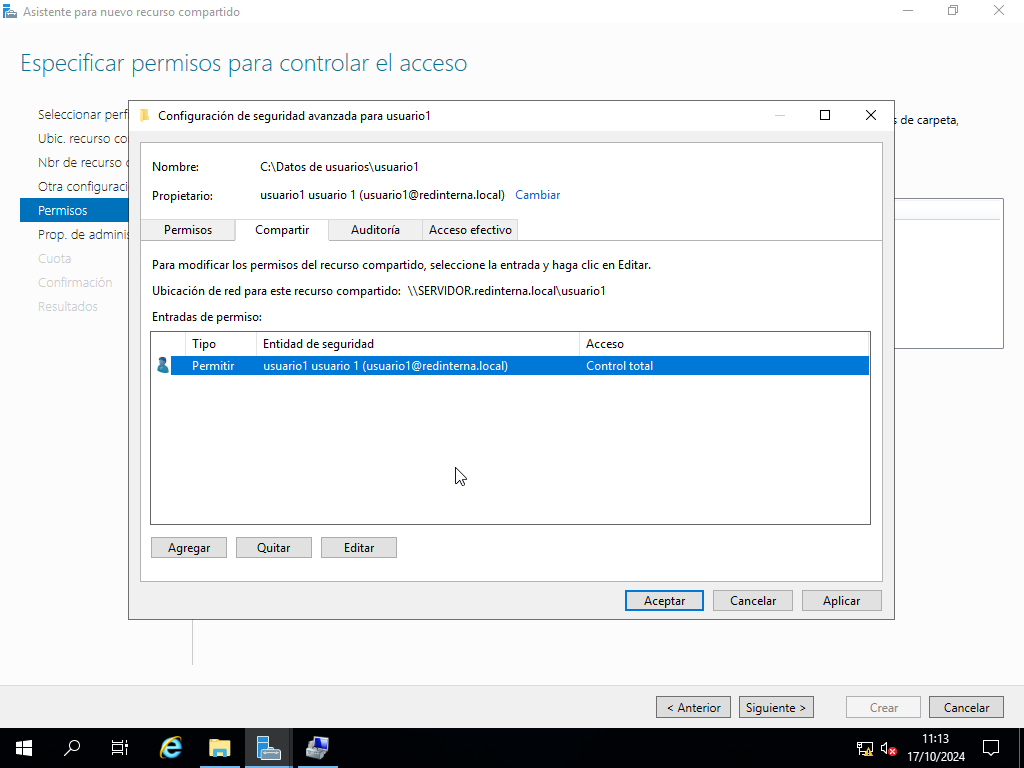 Asistente para nuevo recurso compartido
Especificar permisos para controlar el acceso
Seleccionar perf
Ubic. recurso co
Nbr de recurso
Otra configuraci
Permisos
Prop. de adminis
Cuota
Confirmación
Resultados
s de carpeta,
Configuración de seguridad avanzada para usuario1
Nombre: C:\Datos de usuarios\usuario1
Propietario: usuario1 usuario 1 (usuario1@redinterna.local) Cambiar
Permisos Compartir Auditoría Acceso efectivo
Para modificar los permisos del recurso compartido, seleccione la entrada y haga clic en Editar.
Ubicación de red para este recurso compartido: \\SERVIDOR.redinterna.local\usuario1
Entradas de permiso:
Tipo Entidad de seguridad Acceso
Permitir usuario1 usuario 1 (usuario1@redinterna.local) Control total
Agregar Quitar Editar
Aceptar Cancelar Aplicar
< Anterior Siguiente > Crear Cancelar
11:13
17/10/2024